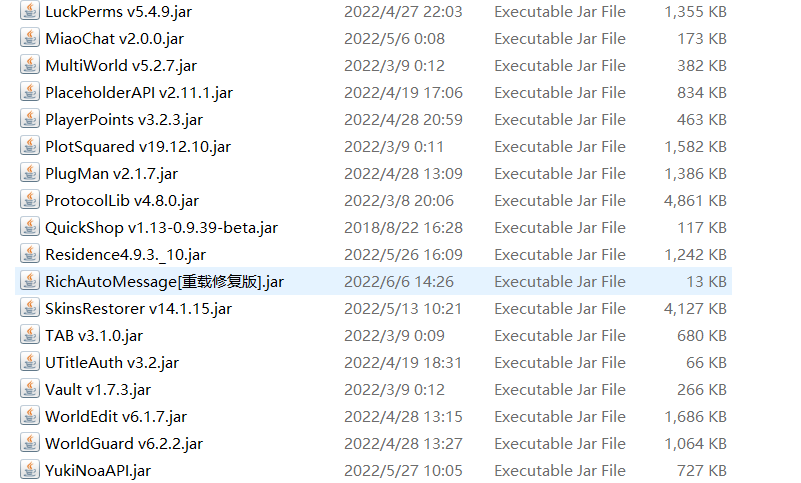 LuckPerms v5.4.9.jar 2022/4/27 22:03 Executable Jar File 1,355 KB
MiaoChat v2.0.0.jar 2022/5/6 0:08 Executable Jar File 173 KB
MultiWorld v5.2.7.jar 2022/3/9 0:12 Executable Jar File 382 KB
PlaceholderAPI v2.11.1.jar 2022/4/19 17:06 Executable Jar File 834 KB
PlayerPoints v3.2.3.jar 2022/4/28 20:59 Executable Jar File 463 KB
PlotSquared v19.12.10.jar 2022/3/9 0:11 Executable Jar File 1,582 KB
PlugMan v2.1.7.jar 2022/4/28 13:09 Executable Jar File 1,386 KB
ProtocolLib v4.8.0.jar 2022/3/8 20:06 Executable Jar File 4,861 KB
QuickShop v1.13-0.9.39-beta.jar 2018/8/22 16:28 Executable Jar File 117 KB
Residence4.9.3._10.jar 2022/5/26 16:09 Executable Jar File 1,242 KB
RichAutoMessage[重载修复版].jar 2022/6/6 14:26 Executable Jar File 13 KB
SkinsRestorer v14.1.15.jar 2022/5/13 10:21 Executable Jar File 4,127 KB
TAB v3.1.0.jar 2022/3/9 0:09 Executable Jar File 680 KB
UTitleAuth v3.2.jar 2022/4/19 18:31 Executable Jar File 66 KB
Vault v1.7.3.jar 2022/3/9 0:12 Executable Jar File 266 KB
WorldEdit v6.1.7.jar 2022/4/28 13:15 Executable Jar File 1,686 KB
WorldGuard v6.2.2.jar 2022/4/28 13:27 Executable Jar File 1,064 KB
YukiNoaAPI.jar 2022/5/27 10:05 Executable Jar File 727 KB